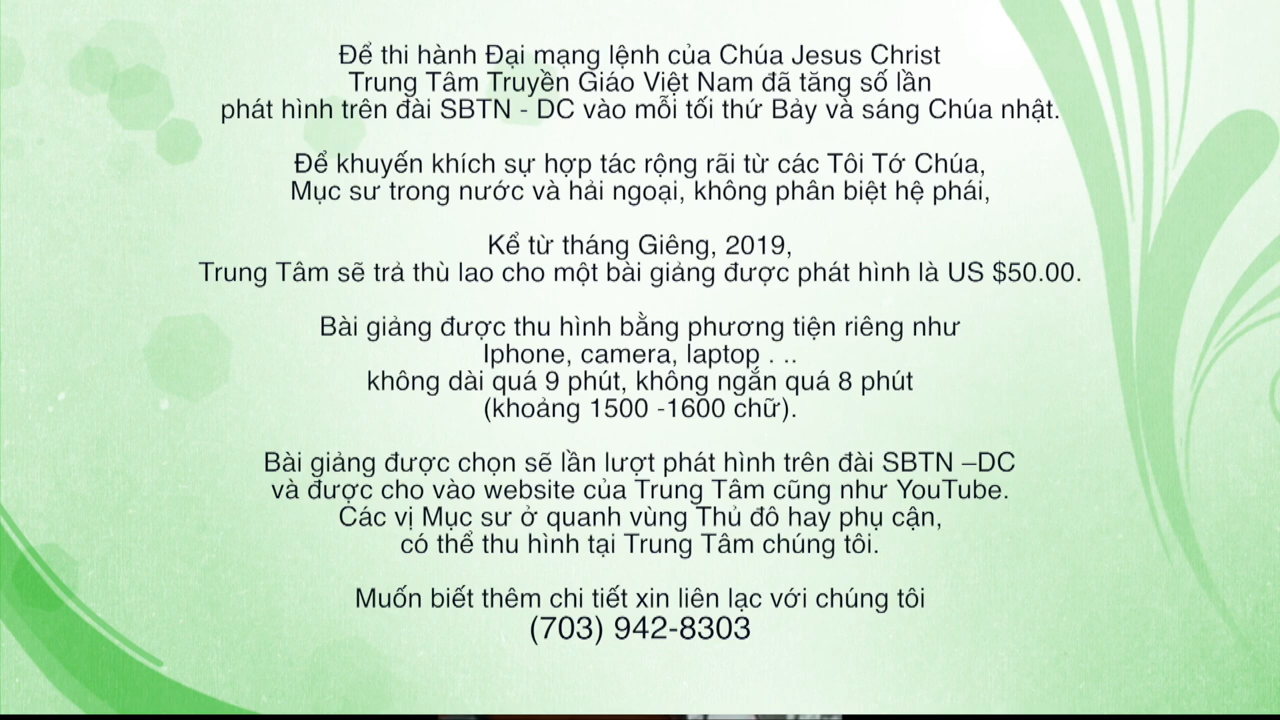 Để thi hành Đại mạng lệnh của Chúa Jesus Christ
Trung Tâm Truyền Giáo Việt Nam đã tăng số lần
phát hình trên đài SBTN - DC vào mỗi tối thứ Bảy và sáng Chúa nhật.
Để khuyến khích sự hợp tác rộng rãi từ các Tôi Tớ Chúa,
Mục sư trong nước và hải ngoại, không phân biệt hệ phái,
Kể từ tháng Giêng, 2019,
Trung Tâm sẽ trả thù lao cho một bài giảng được phát hình là US $50.00.
Bài giảng được thu hình bằng phương tiện riêng như
Iphone, camera, laptop . ..
không dài quá 9 phút, không ngắn quá 8 phút
(khoảng 1500 -1600 chữ).
Bài giảng được chọn sẽ lần lượt phát hình trên đài SBTN –DC
và được cho vào website của Trung Tâm cũng như YouTube.
Các vị Mục sư ở quanh vùng Thủ đô hay phụ cận,
có thể thu hình tại Trung Tâm chúng tôi.
Muốn biết thêm chi tiết xin liên lạc với chúng tôi
(703) 942-8303